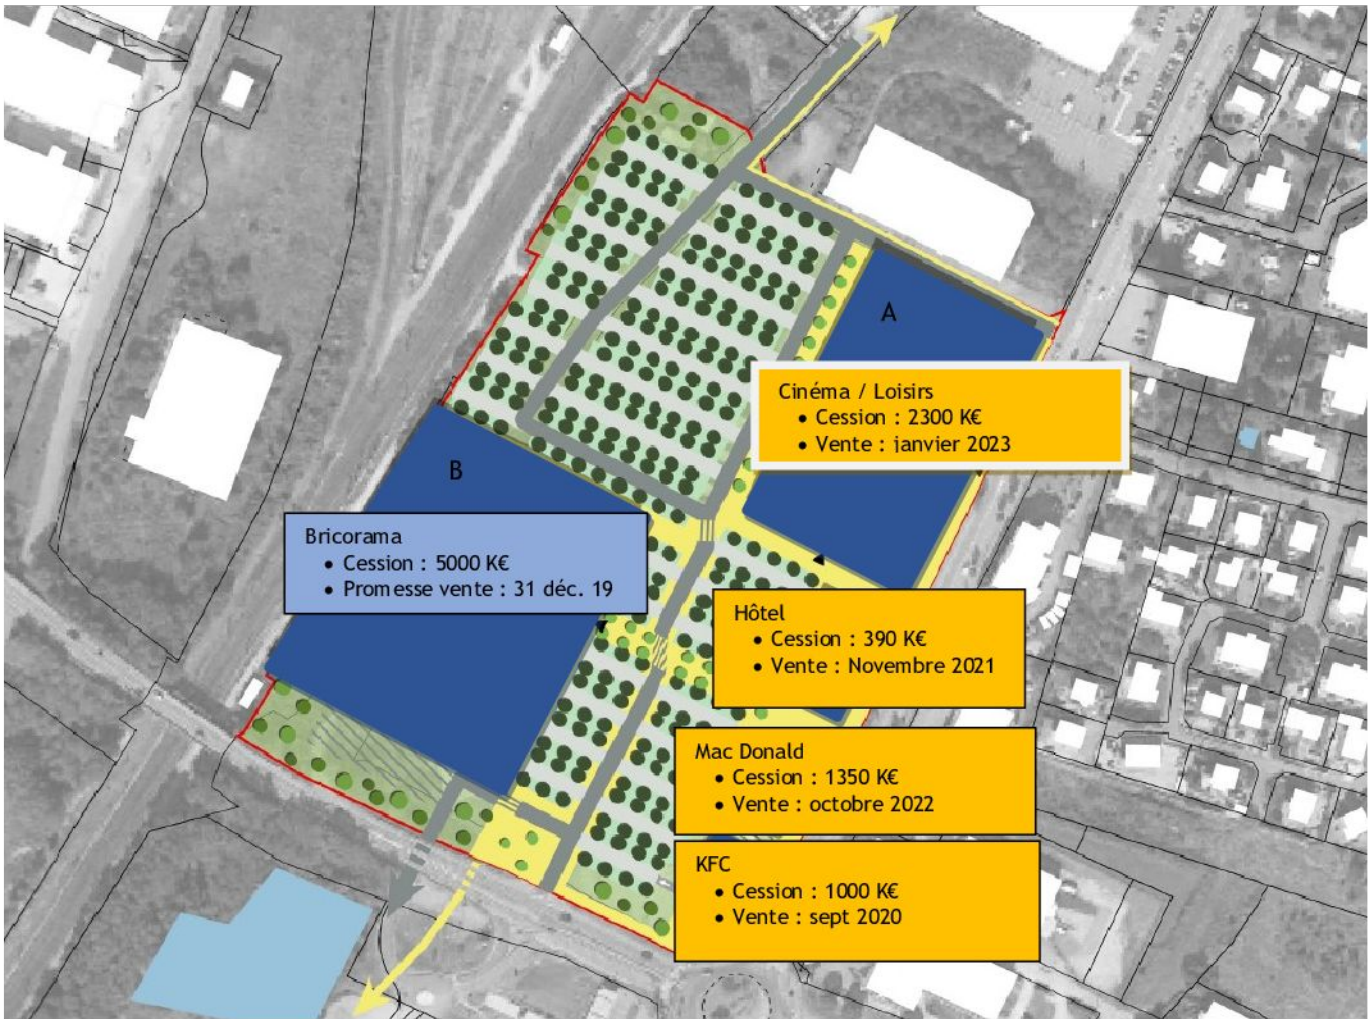 A
Cinéma / Loisirs
• Cession : 2300 K€
• Vente : janvier 2023
B
Bricorama
• Cession : 5000 K€
• Promesse vente : 31 déc. 19
Hôtel
• Cession : 390 K€
• Vente : Novembre 2021
Mac Donald
• Cession : 1350 K€
• Vente : octobre 2022
KFC
• Cession : 1000 K€
• Vente : sept 2020